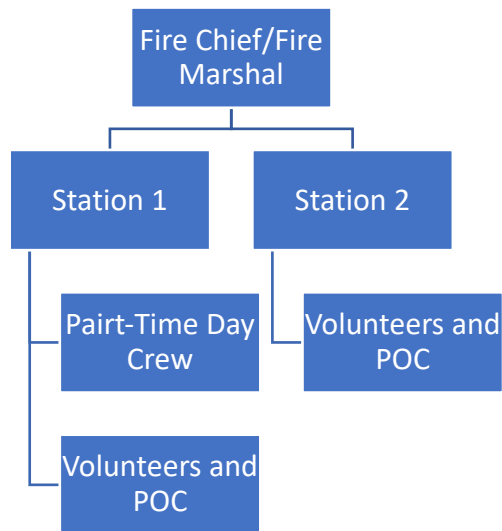 Fire Chief/Fire
Marshal
Station 1
Station 2
Pairt-Time Day
Crew
Volunteers and
POC
Volunteers and
POC